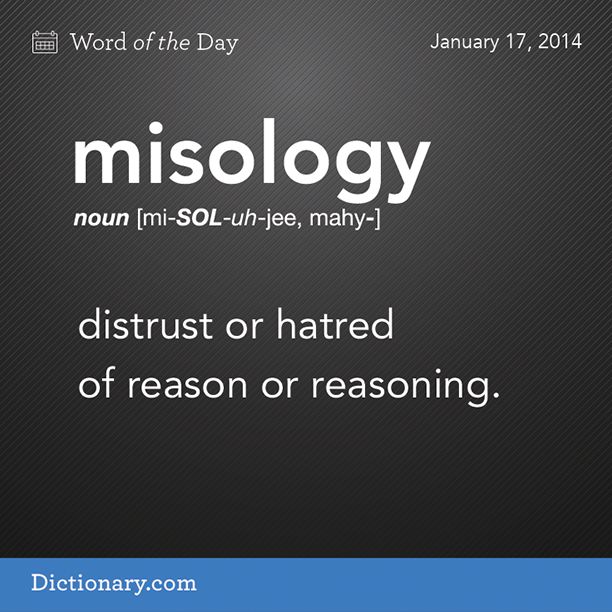 Word of the Day
January 17, 2014
misology
noun [mi-SOL-uh-jee, mahy-]
distrust or hatred
of reason or reasoning.
Dictionary.com